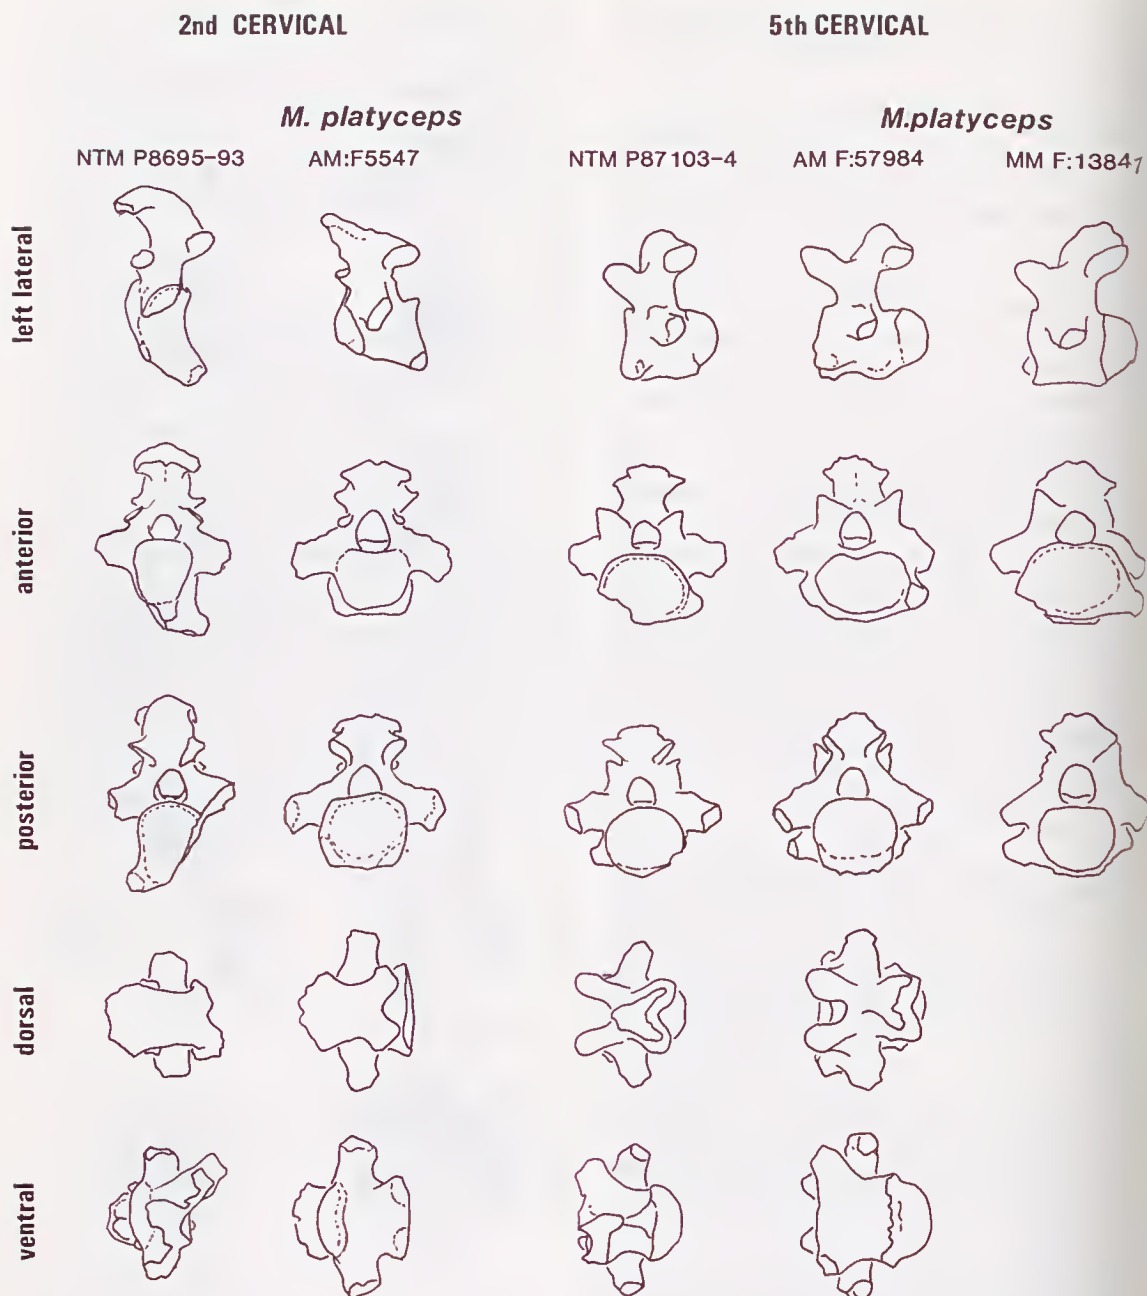 2nd CERVICAL 5th CERVICAL
M. platyceps M.platyceps
NTM P8695-93 AM:F5547 NTM P87103-4 AM F:57984 MM F:13847
left lateral
anterior
posterior
dorsal
ventral